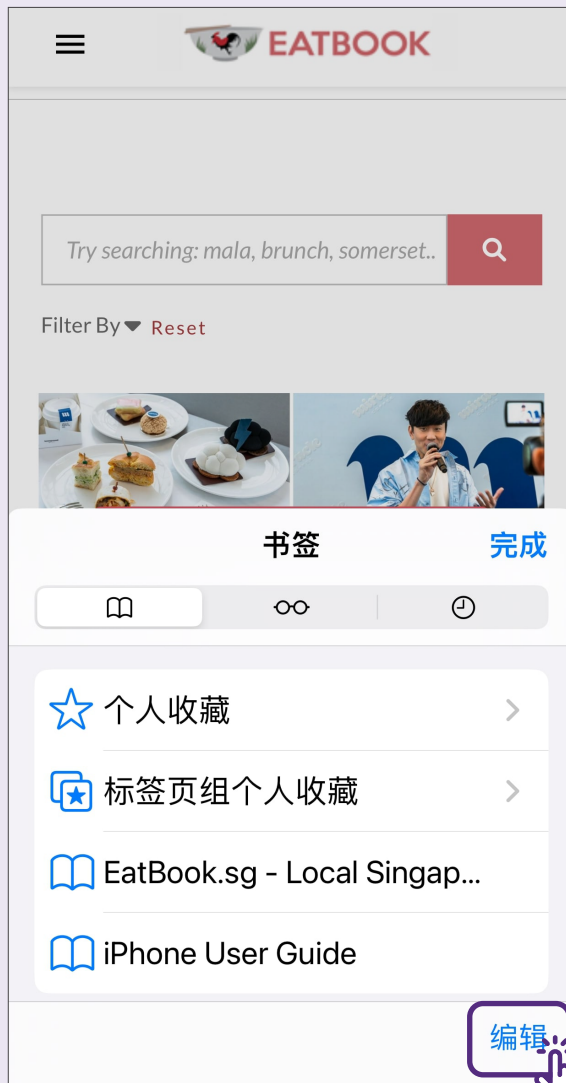 EATBOOK
Try searching: mala, brunch, somerset..
Filter By Reset
书签 完成
个人收藏
标签页组个人收藏
EatBook.sg - Local Singap...
iPhone User Guide
编辑